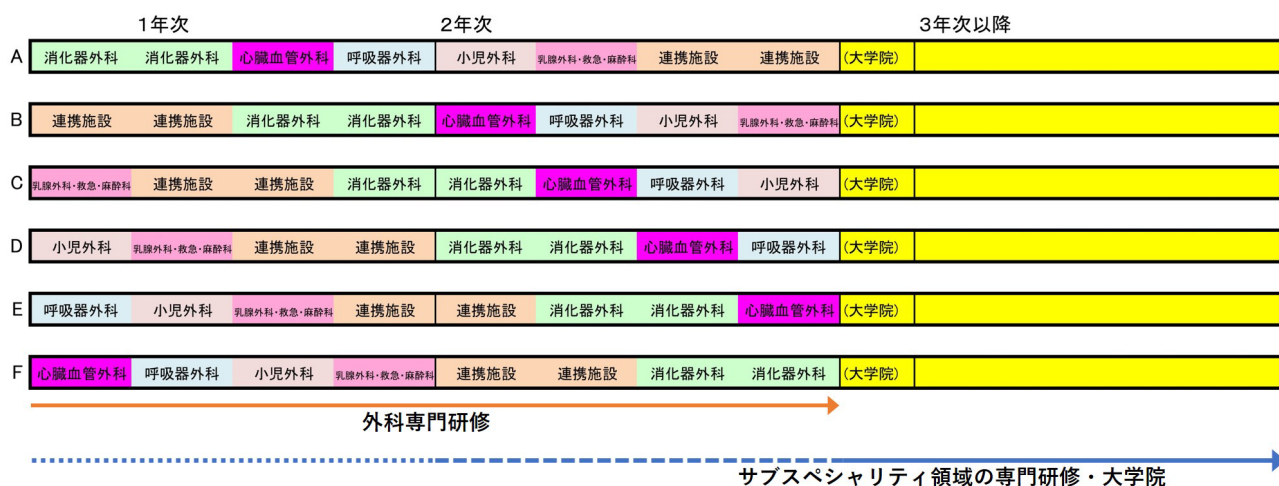 1年次 2年次 3年次以降
A 消化器外科 消化器外科 心臓血管外科 呼吸器外科 小児外科 乳腺外科・救急・麻酔科 連携施設 連携施設 (大学院)
B 連携施設 連携施設 消化器外科 消化器外科 心臓血管外科 呼吸器外科 小児外科 乳腺外科・救急・麻酔科 (大学院)
C 乳腺外科・救急・麻酔科 連携施設 連携施設 消化器外科 消化器外科 心臓血管外科 呼吸器外科 小児外科 (大学院)
D 小児外科 乳腺外科・救急・麻酔科 連携施設 連携施設 消化器外科 消化器外科 心臓血管外科 呼吸器外科 (大学院)
E 呼吸器外科 小児外科 乳腺外科・救急・麻酔科 連携施設 連携施設 消化器外科 消化器外科 心臓血管外科 (大学院)
F 心臓血管外科 呼吸器外科 小児外科 乳腺外科・救急・麻酔科 連携施設 連携施設 消化器外科 消化器外科 (大学院)
外科専門研修
サブスペシャリティ領域の専門研修・大学院